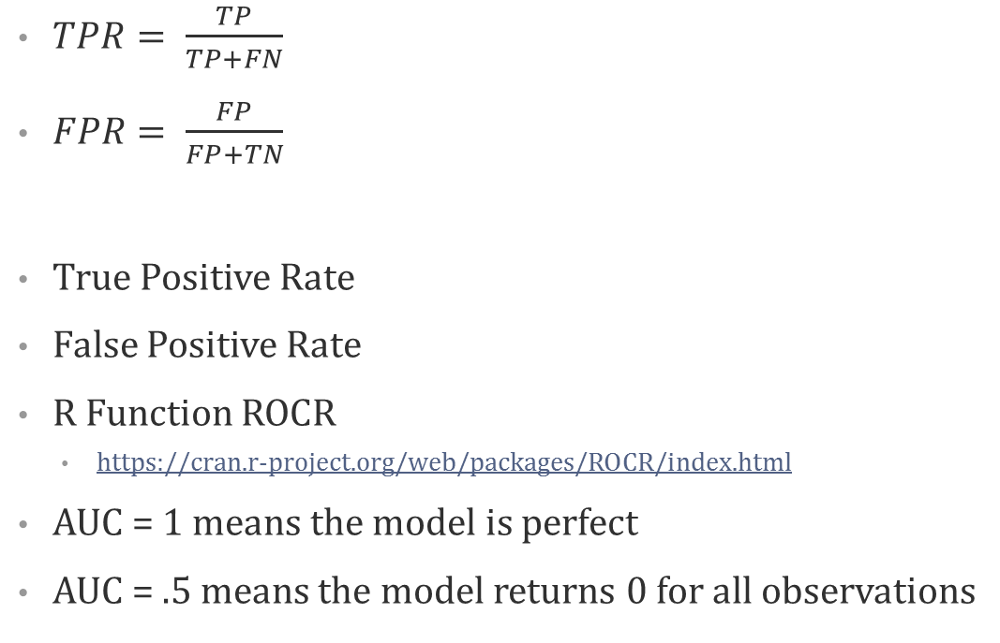 • TPR = TP / TP+FN
• FPR = FP / FP+TN
• True Positive Rate
• False Positive Rate
• R Function ROCR
• https://cran.r-project.org/web/packages/ROCR/index.html
• AUC = 1 means the model is perfect
• AUC = .5 means the model returns 0 for all observations